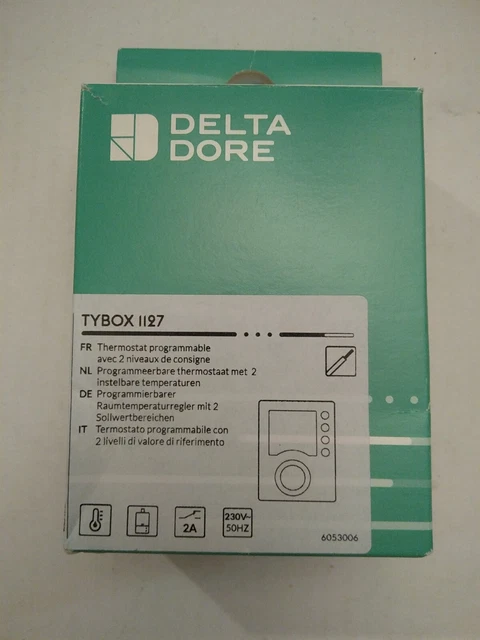 DELTA
DORE
TYBOX 1127
FR Thermostat programmable
avec 2 niveaux de consigne
NL Programmeerbare thermostaat met 2
instelbare temperaturen
DE Programmierbarer
Raumtemperaturregler mit 2
Sollwertbereichen
IT Termostato programmabile con
2 livelli di valore di riferimento
2A
230V~
50HZ
6053006